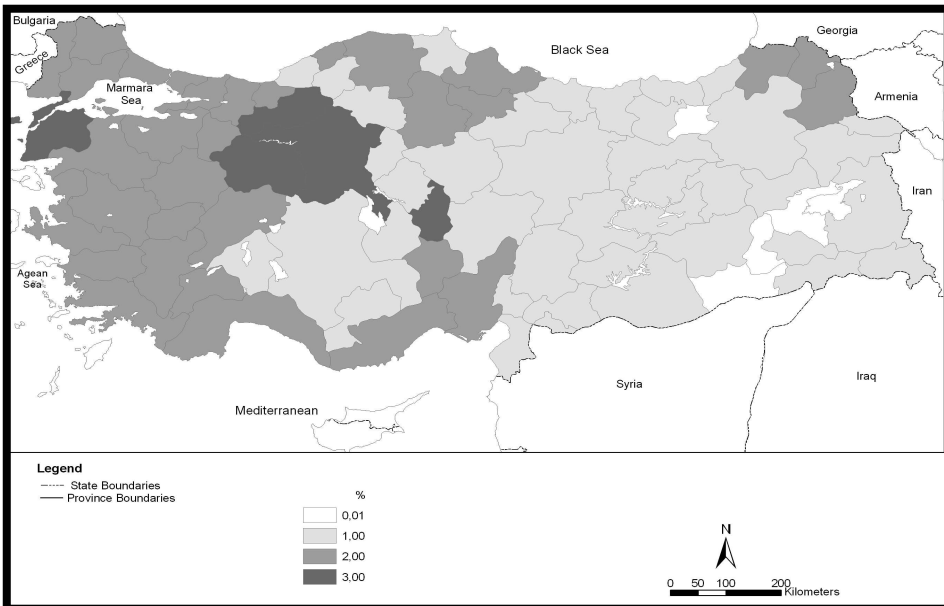 Bulgaria
Greece
Black Sea
Georgia
Marmara
Sea
Armenia
Iran
Agean
Sea
Mediterranean
Syria
Iraq
Legend
State Boundaries
Province Boundaries
%
0,01
1,00
2,00
3,00
N
0 50 100 200
Kilometers